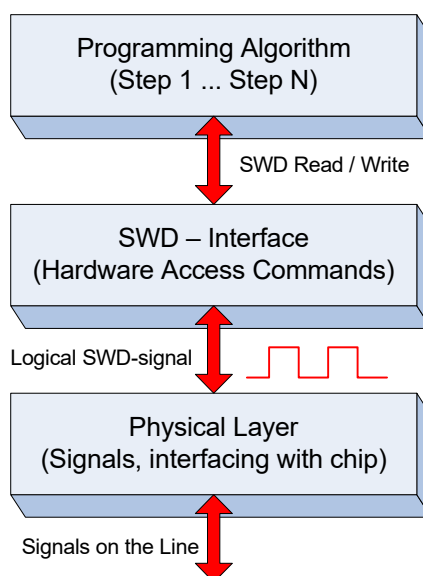 Programming Algorithm
(Step 1 ... Step N)
SWD Read / Write
SWD – Interface
(Hardware Access Commands)
Logical SWD-signal
Physical Layer
(Signals, interfacing with chip)
Signals on the Line